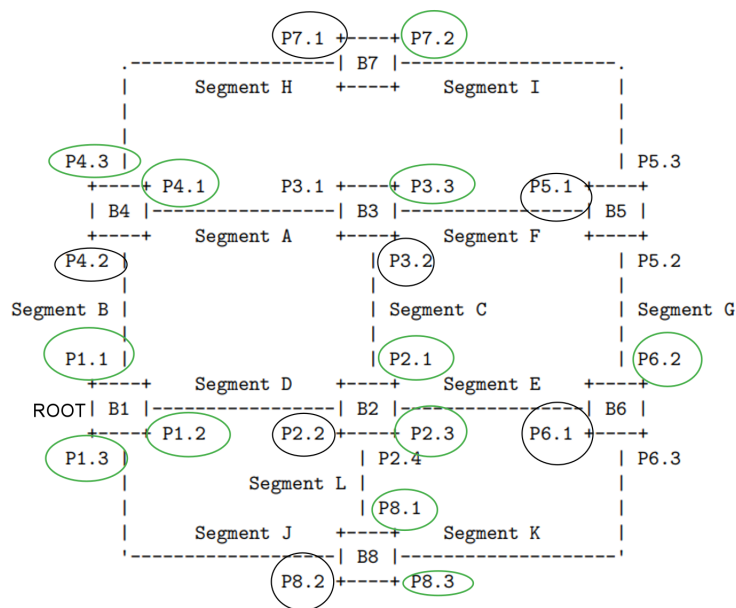 P7.1 P7.2
B7
Segment H Segment I
P4.3 P5.3
P4.1 P3.1 P3.3 P5.1
B4 B3 B5
Segment A Segment F
P4.2 P3.2 P5.2
Segment B Segment C Segment G
P1.1 P2.1 P6.2
Segment D Segment E
ROOT B1 B2 B6
P1.2 P2.2 P2.3 P6.1
P1.3 P2.4 P6.3
Segment L
P8.1
Segment J Segment K
B8
P8.2 P8.3